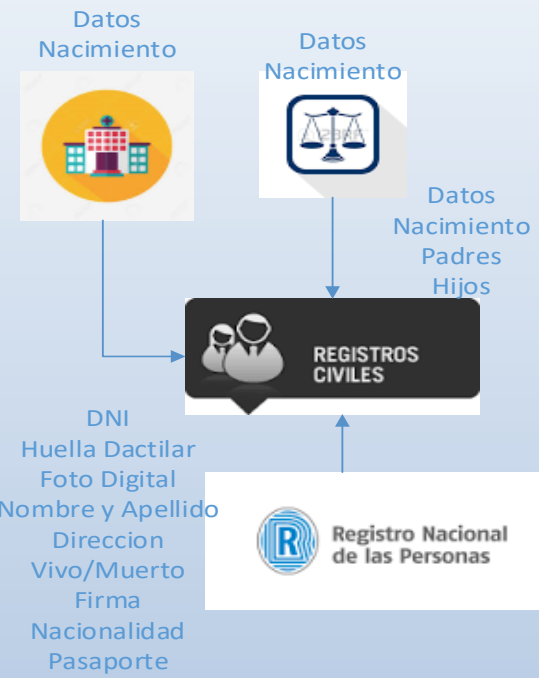 Datos
Nacimiento
Datos
Nacimiento
Datos
Nacimiento
Padres
Hijos
REGISTROS
CIVILES
DNI
Huella Dactilar
Foto Digital
Nombre y Apellido
Direccion
Vivo/Muerto
Firma
Nacionalidad
Pasaporte
R
Registro Nacional
de las Personas